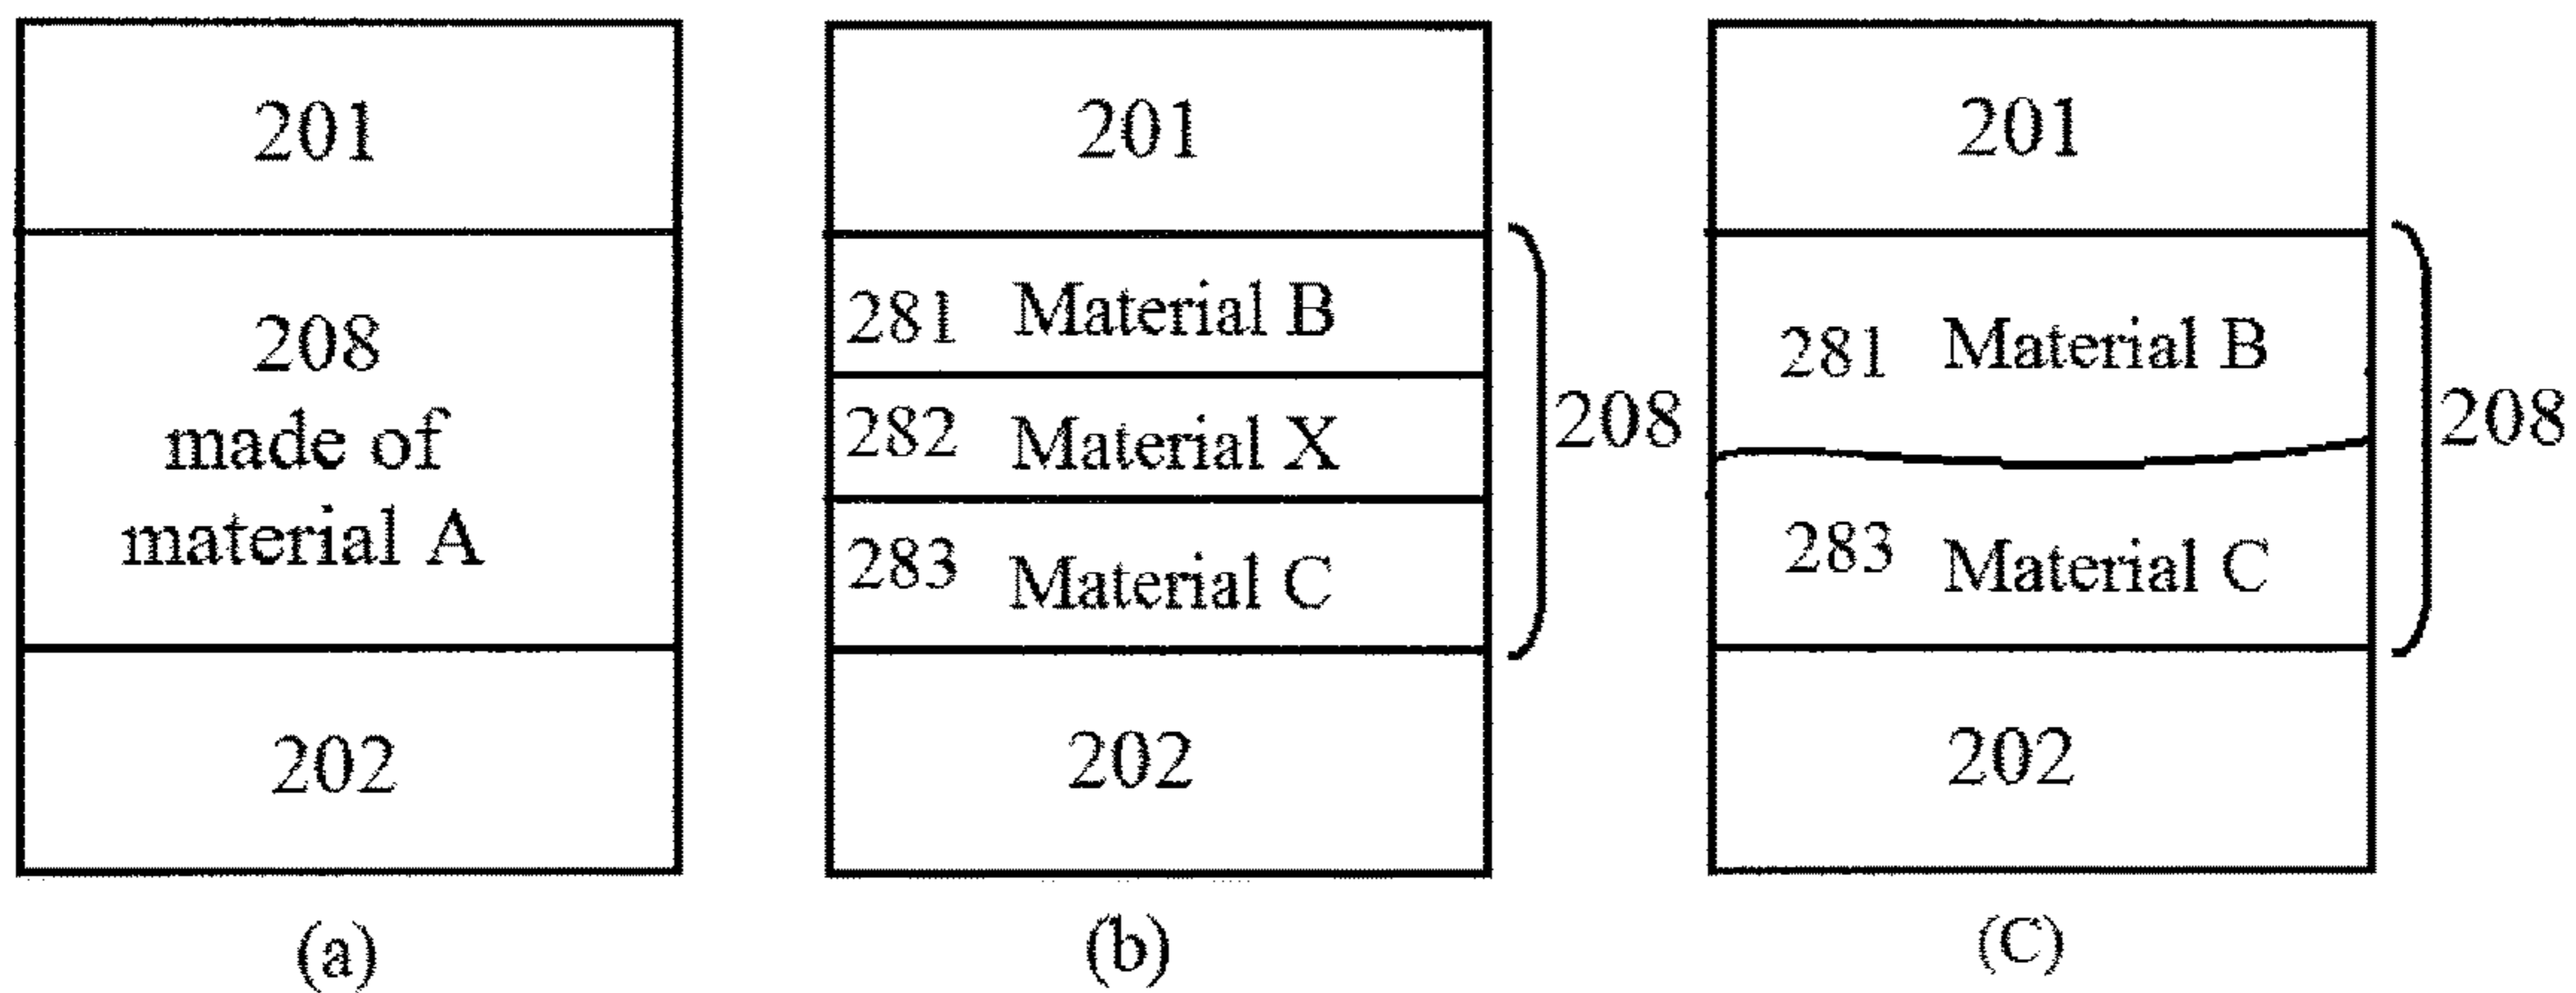 201
208
made of
material A
202
(a)
201
281 Material B
282 Material X
283 Material C
208
202
(b)
201
281 Material B
283 Material C
208
202
(C)